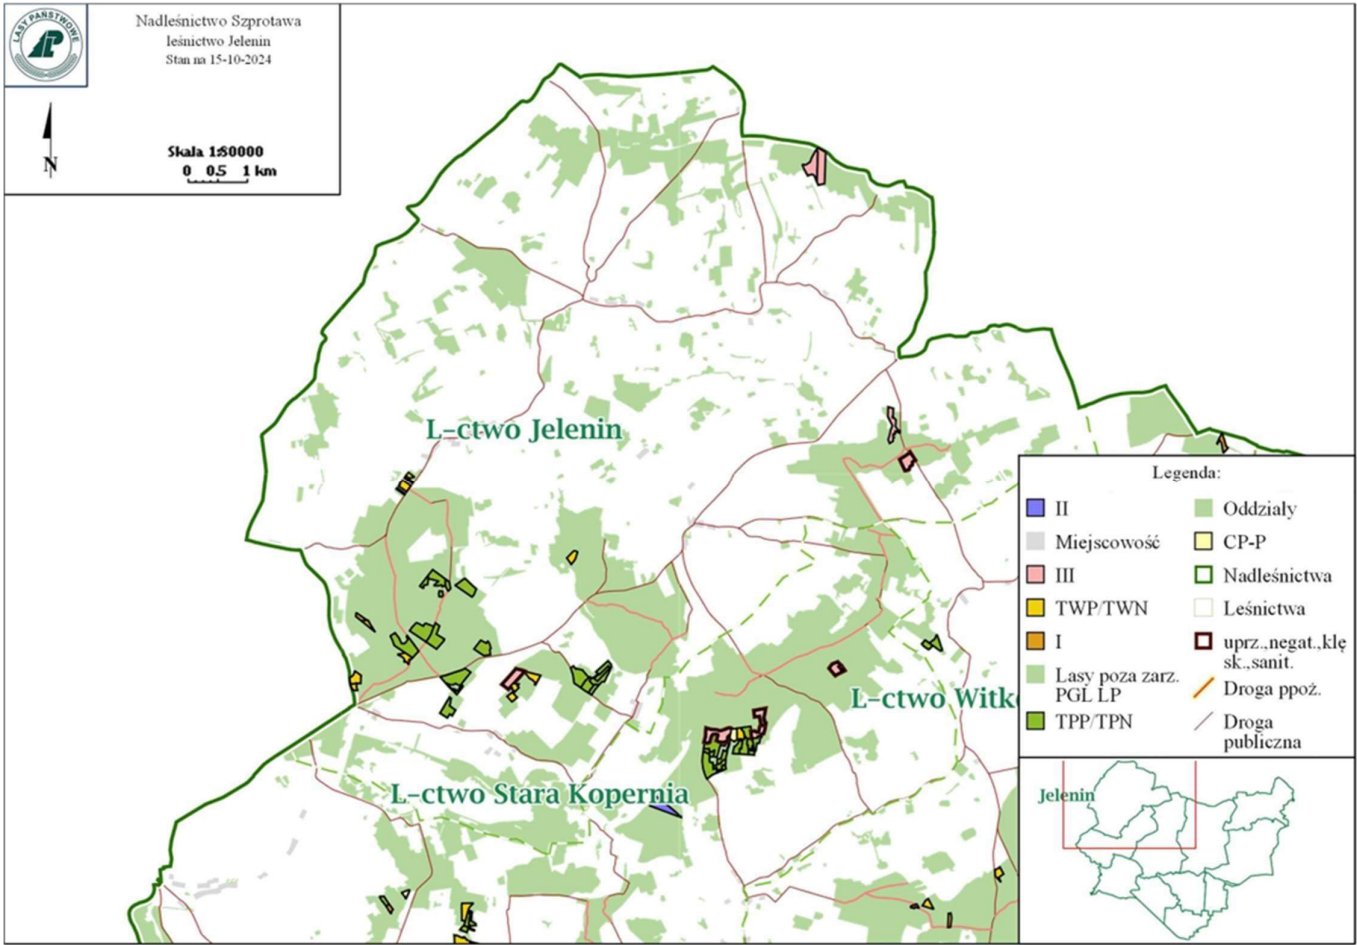 LASY PAŃSTWOWE
Nadleśnictwo Szprotawa
leśnictwo Jelenin
Stan na 15-10-2024
N
Skala 1:80000
0 0.5 1 km
L-ctwo Jelenin
L-ctwo Witk
L-ctwo Stara Kopernia
Legenda:
II
Miejscowość
III
TWP/TWN
I
Lasy poza zarz.
PGL LP
TPP/TPN
Oddziały
CP-P
Nadleśnictwa
Leśnictwa
uprz.,negat.,klę
sk.,sanit.
Droga ppoż.
Droga
publiczna
Jelenin